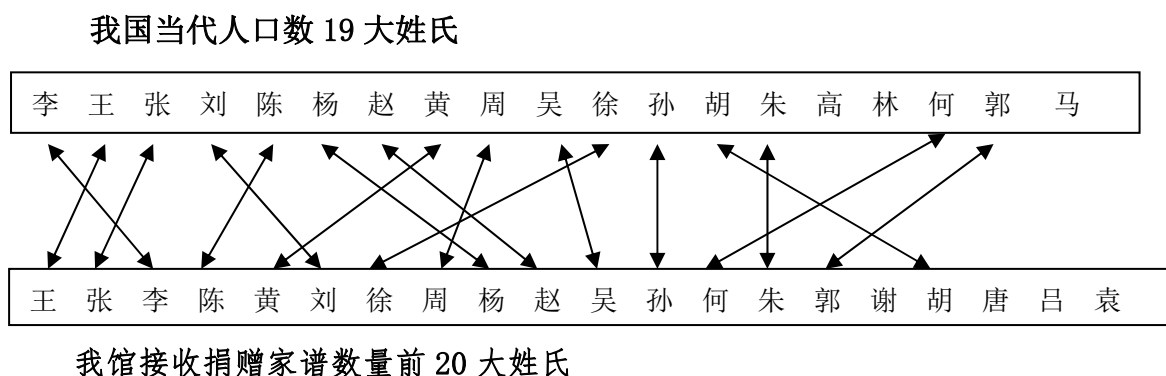 我国当代人口数 19 大姓氏
李 王 张 刘 陈 杨 赵 黄 周 吴 徐 孙 胡 朱 高 林 何 郭 马
王 张 李 陈 黄 刘 徐 周 杨 赵 吴 孙 何 朱 郭 谢 胡 唐 吕 袁
我馆接收捐赠家谱数量前 20 大姓氏